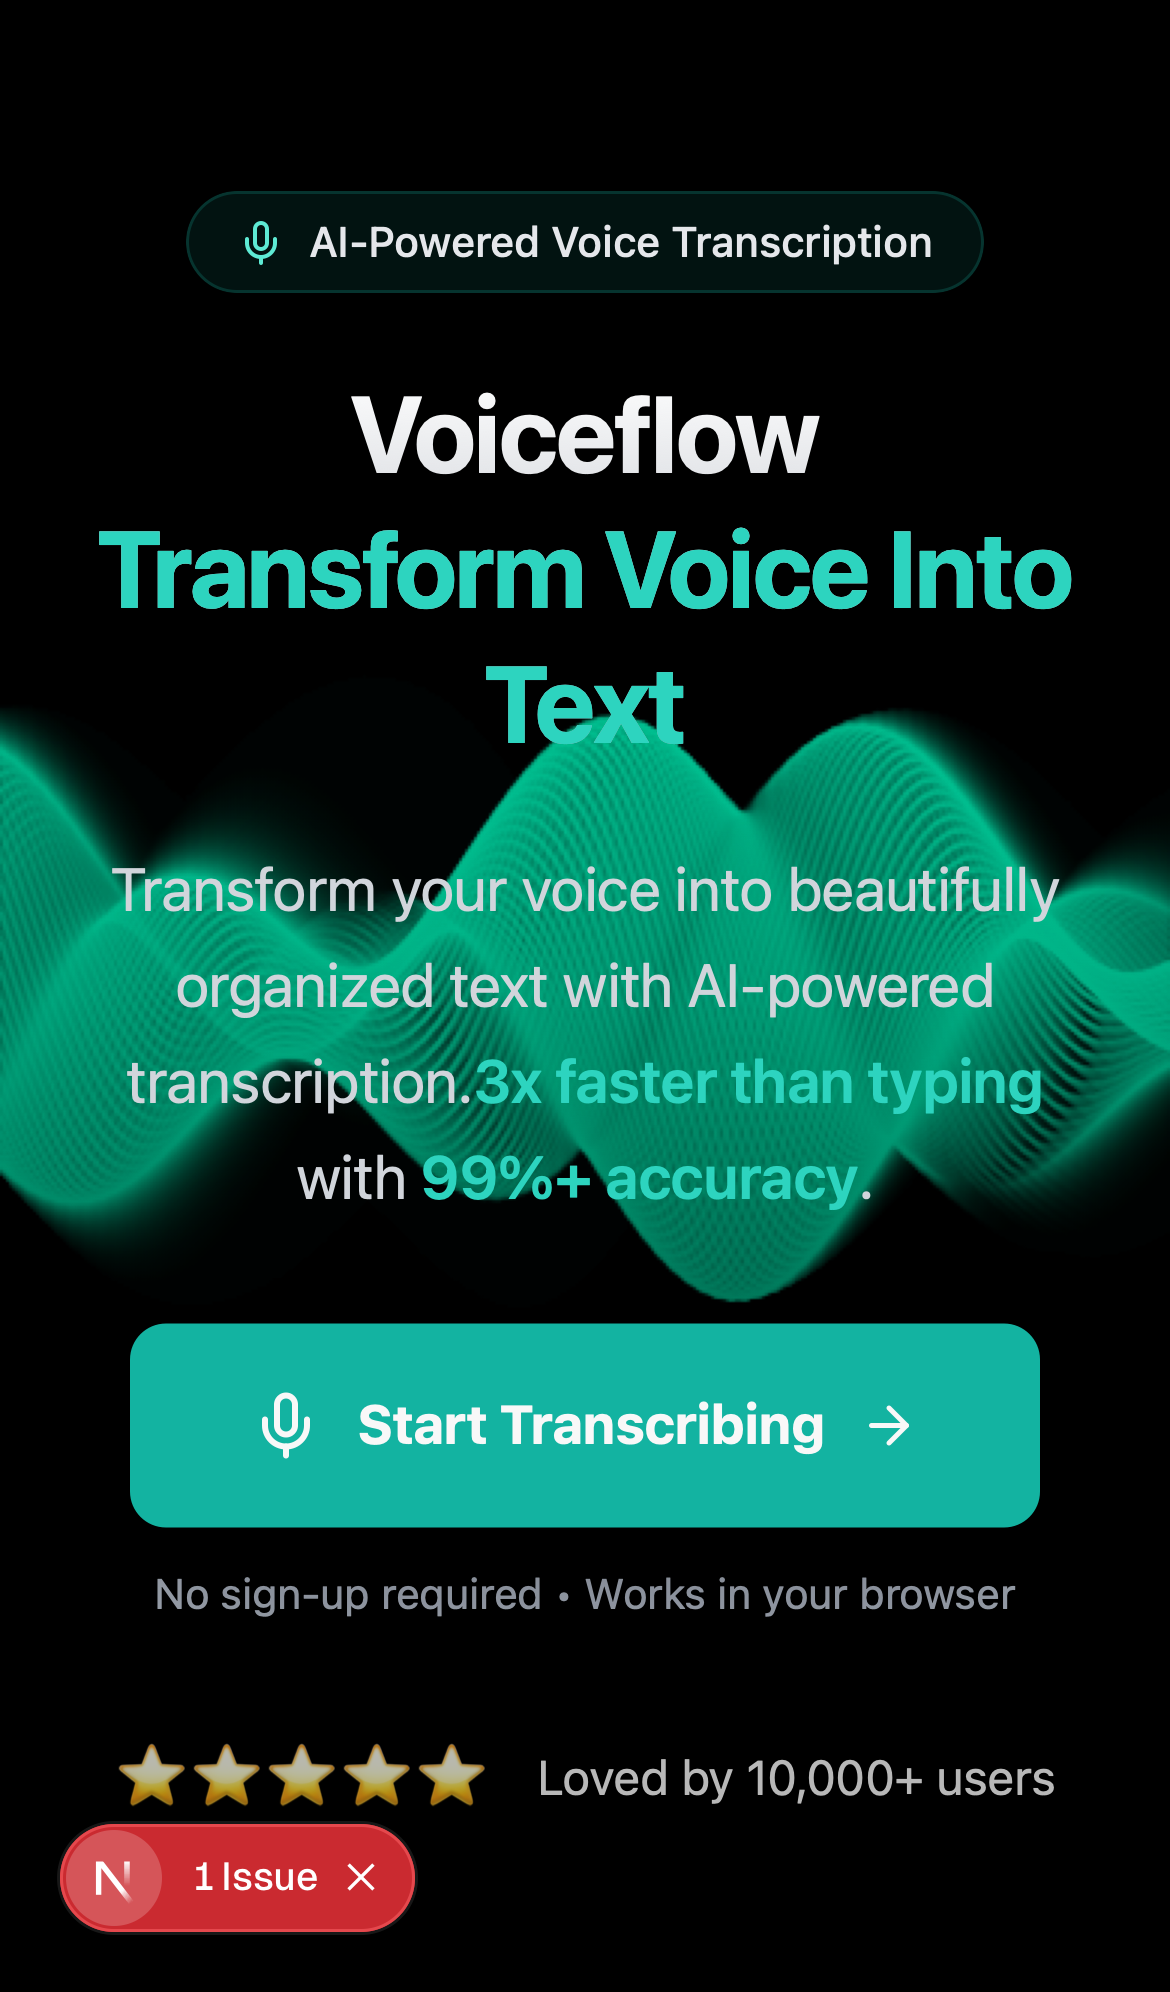 AI-Powered Voice Transcription
Voiceflow
Transform Voice Into
Text
Transform your voice into beautifully
organized text with AI-powered
transcription.3x faster than typing
with 99%+ accuracy.
Start Transcribing →
No sign-up required • Works in your browser
⭐⭐⭐⭐⭐ Loved by 10,000+ users
N 1 Issue ×